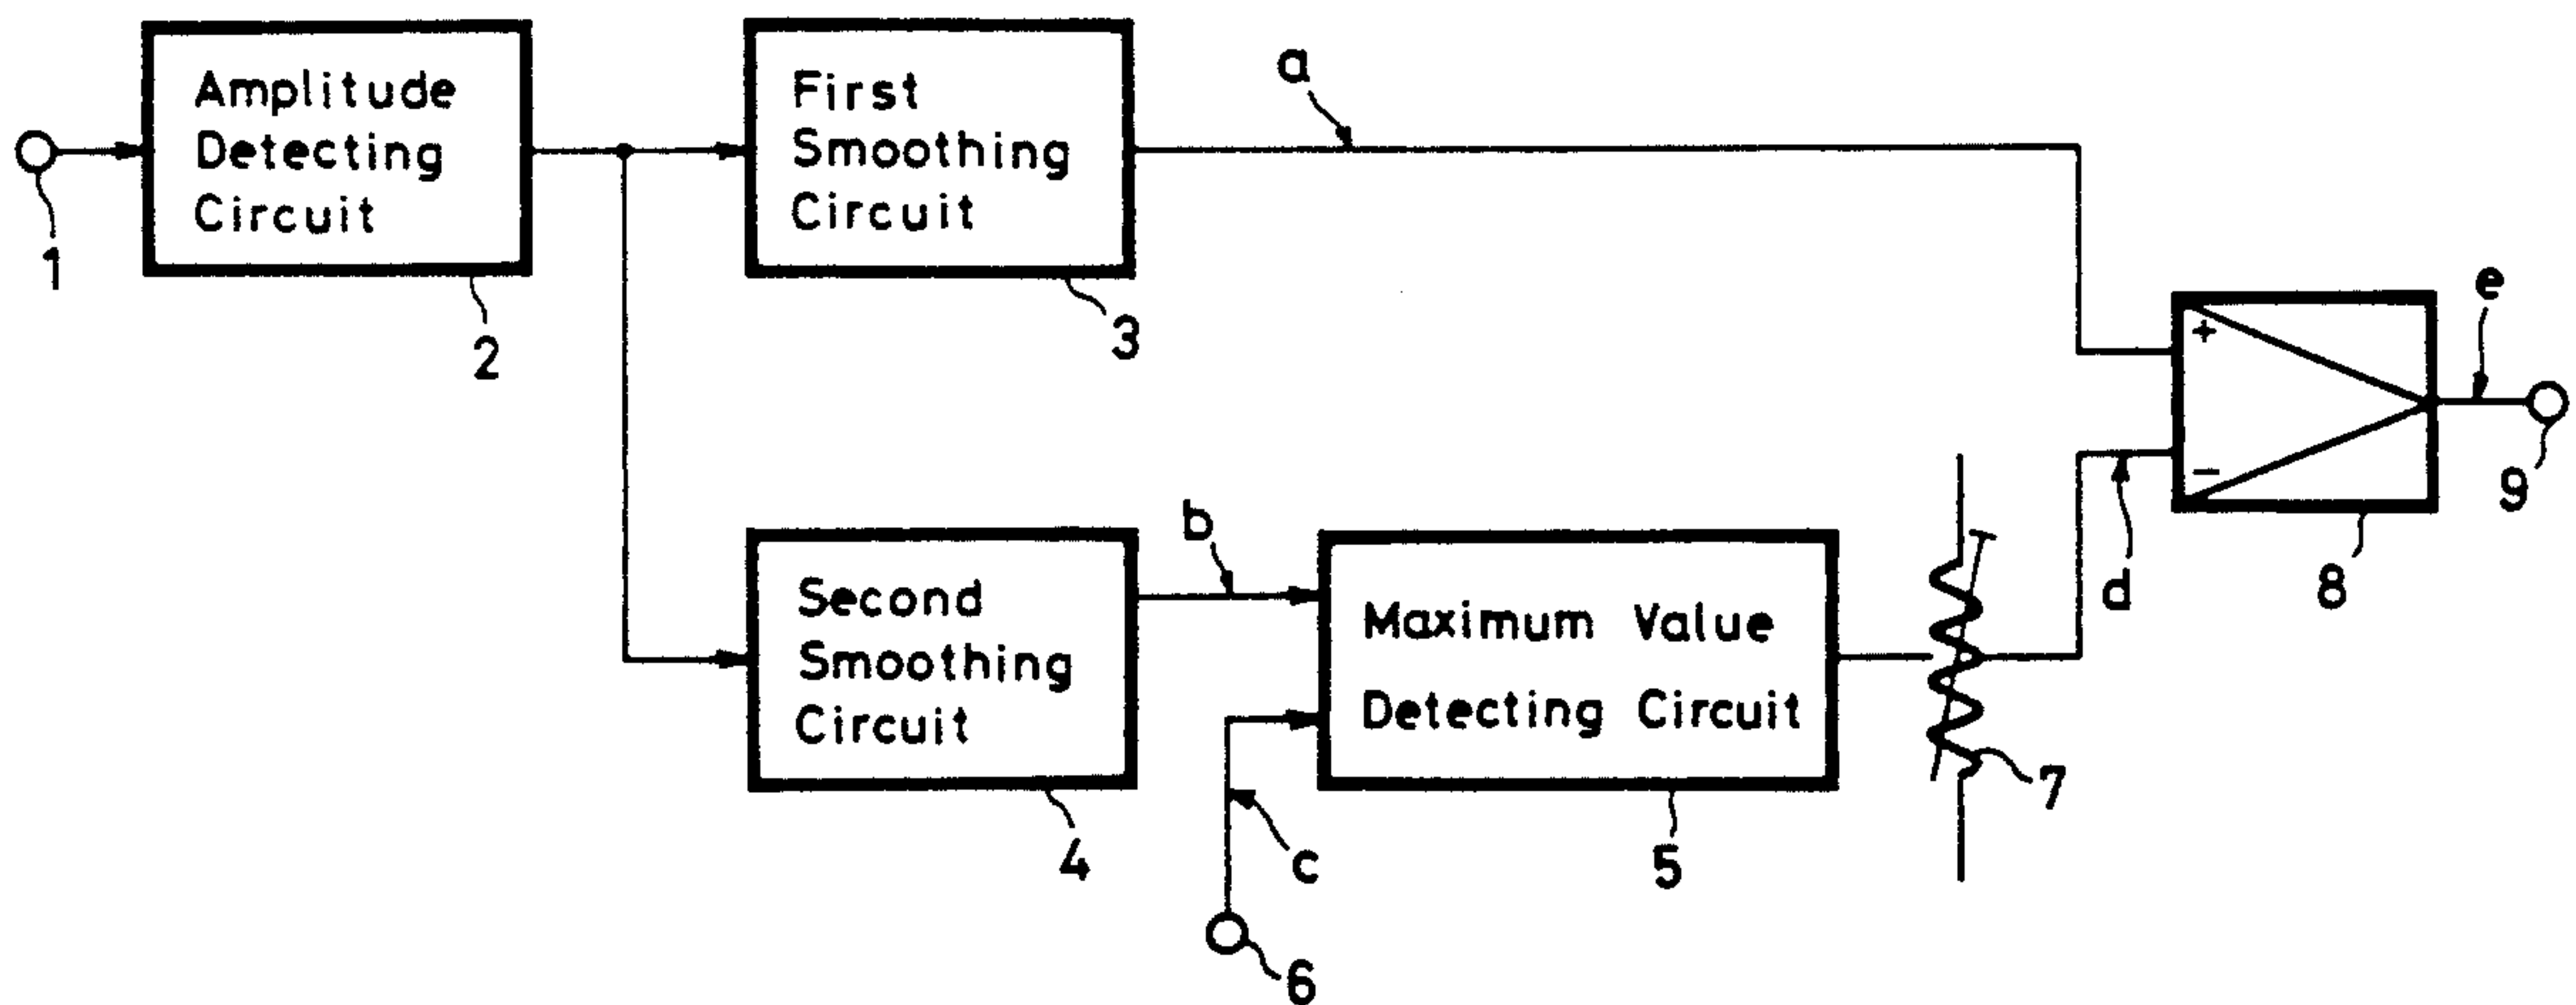 Amplitude
Detecting
Circuit
First
Smoothing
Circuit
a
1
2
3
e
+
-
9
8
d
b
Second
Smoothing
Circuit
Maximum Value
Detecting Circuit
7
4
c
5
6